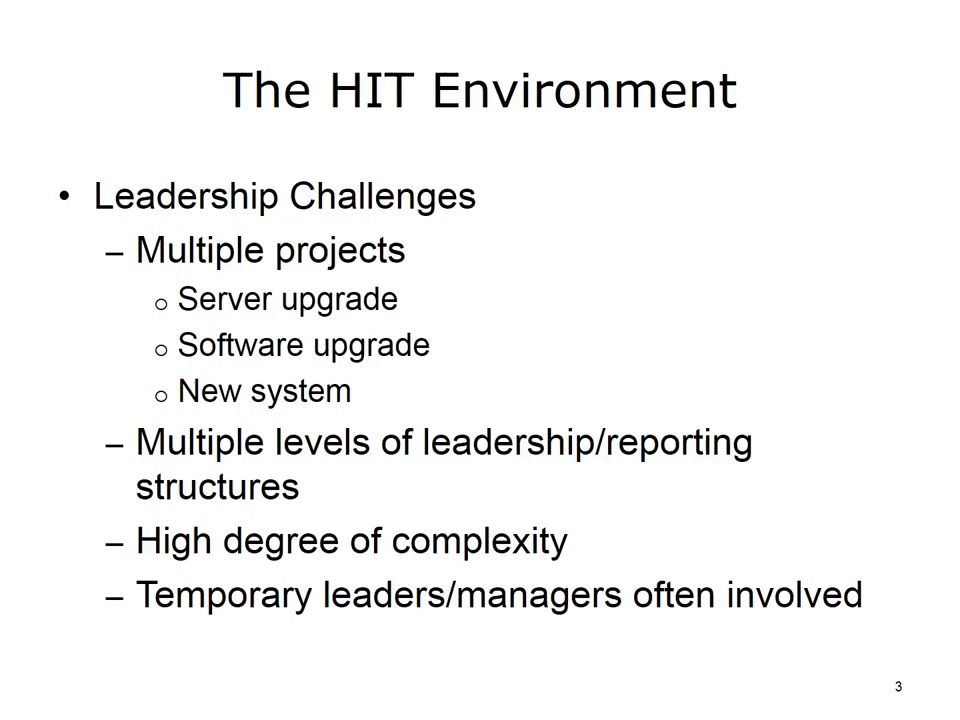 The HIT Environment
• Leadership Challenges
– Multiple projects
o Server upgrade
o Software upgrade
o New system
– Multiple levels of leadership/reporting
structures
– High degree of complexity
– Temporary leaders/managers often involved
3